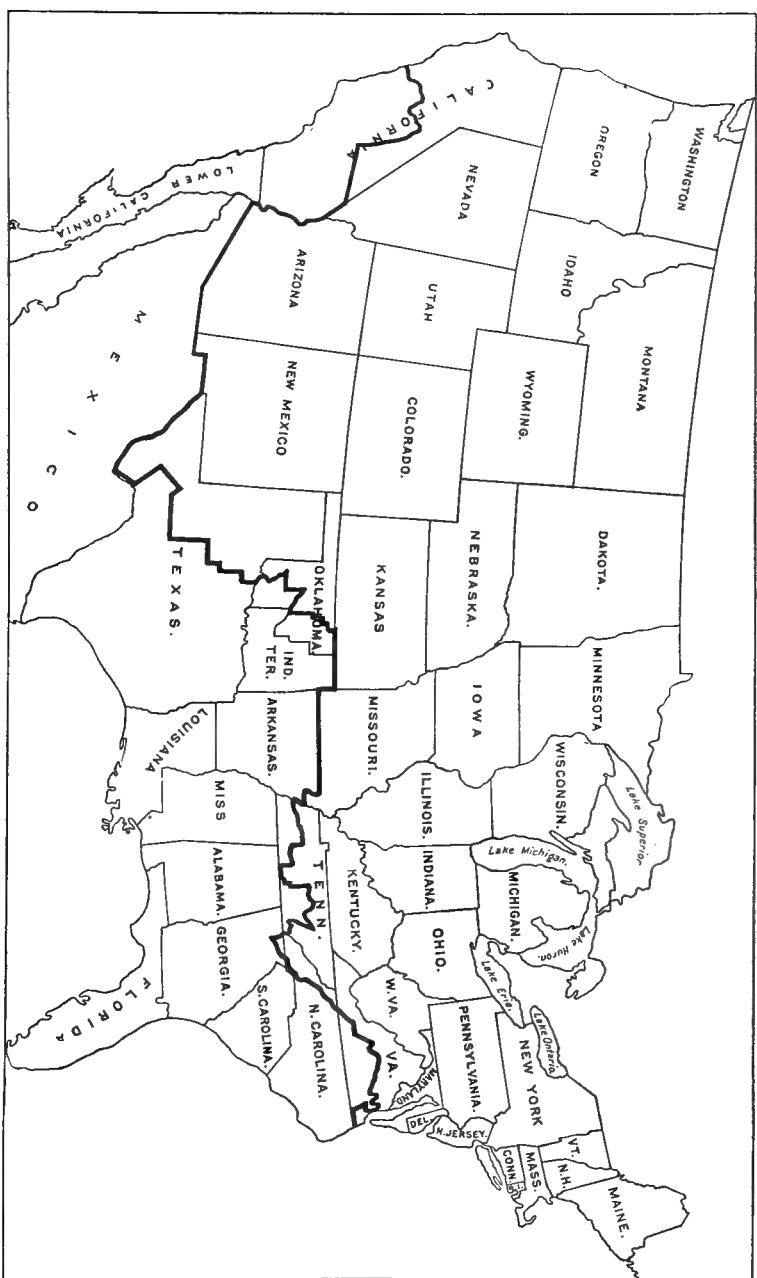 WASHINGTON
OREGON
CALIFORNIA
NEVADA
IDAHO
MONTANA
WYOMING.
UTAH
ARIZONA
COLORADO.
NEW MEXICO
LOWER CALIFORNIA
MEXICO
DAKOTA.
NEBRASKA.
KANSAS
OKLAHOMA.
IND.
TER.
TEXAS.
MINNESOTA
IOWA
MISSOURI.
ARKANSAS.
LOUISIANA
WISCONSIN
ILLINOIS.
INDIANA.
MICHIGAN.
Lake Superior.
Lake Michigan.
Lake Huron.
Lake Erie.
Lake Ontario.
OHIO.
KENTUCKY.
TENN.
MISS
ALABAMA.
GEORGIA.
FLORIDA
S.CAROLINA.
N.CAROLINA.
VA.
W.VA.
MARYLAND
DEL.
N.JERSEY.
PENNSYLVANIA.
NEW YORK
CONN.
MASS.
VT.
N.H.
MAINE.